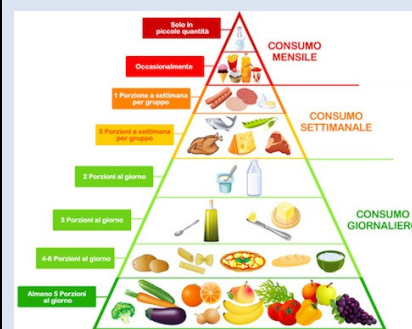 Solo in
piccole quantità
CONSUMO
MENSILE
Occasionalmente
1 Porzione a settimana
per gruppo
CONSUMO
SETTIMANALE
2 Porzioni a settimana
per gruppo
2 Porzioni al giorno
3 Porzioni al giorno
CONSUMO
GIORNALIERO
4-6 Porzioni al giorno
Almeno 5 Porzioni
al giorno